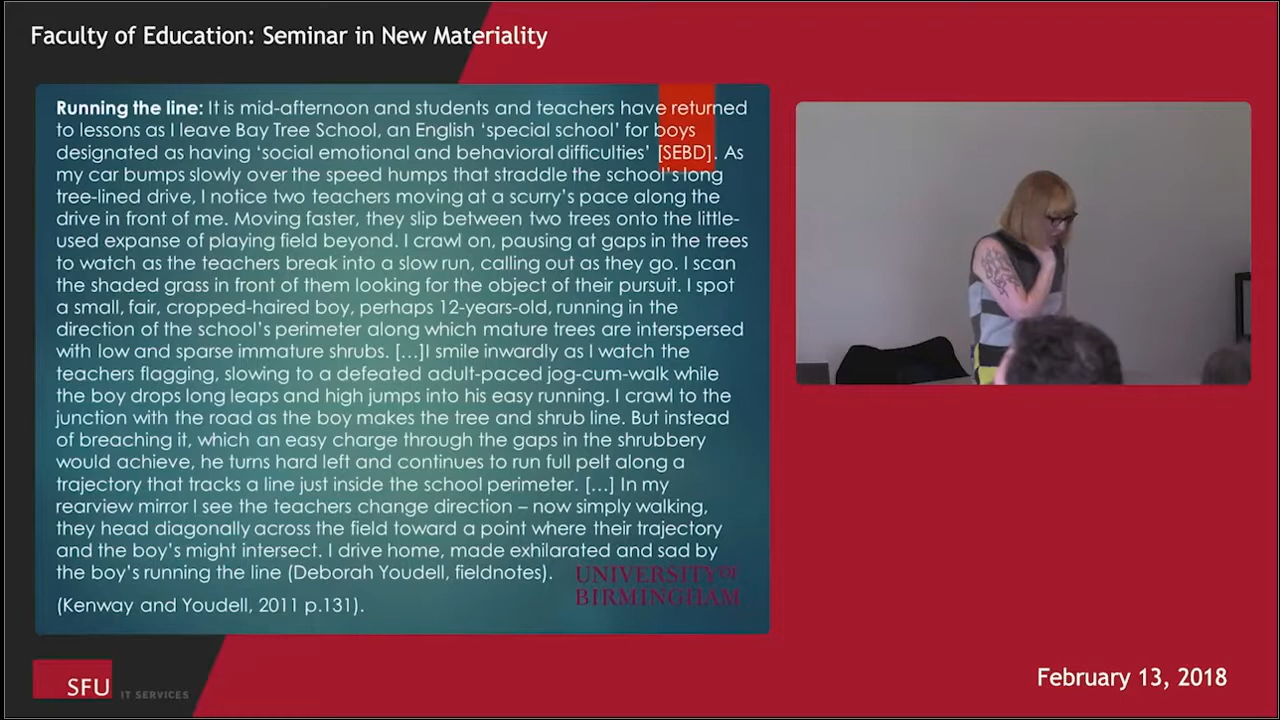 Faculty of Education: Seminar in New Materiality
Running the line: It is mid-afternoon and students and teachers have returned
to lessons as I leave Bay Tree School, an English ‘special school’ for boys
designated as having ‘social emotional and behavioral difficulties’ [SEBD]. As
my car bumps slowly over the speed humps that straddle the school’s long
tree-lined drive, I notice two teachers moving at a scurry’s pace along the
drive in front of me. Moving faster, they slip between two trees onto the little-
used expanse of playing field beyond. I crawl on, pausing at gaps in the trees
to watch as the teachers break into a slow run, calling out as they go. I scan
the shaded grass in front of them looking for the object of their pursuit. I spot
a small, fair, cropped-haired boy, perhaps 12-years-old, running in the
direction of the school’s perimeter along which mature trees are interspersed
with low and sparse immature shrubs. […]I smile inwardly as I watch the
teachers flagging, slowing to a defeated adult-paced jog-cum-walk while
the boy drops long leaps and high jumps into his easy running. I crawl to the
junction with the road as the boy makes the tree and shrub line. But instead
of breaching it, which an easy charge through the gaps in the shrubbery
would achieve, he turns hard left and continues to run full pelt along a
trajectory that tracks a line just inside the school perimeter. […] In my
rearview mirror I see the teachers change direction – now simply walking,
they head diagonally across the field toward a point where their trajectory
and the boy’s might intersect. I drive home, made exhilarated and sad by
the boy’s running the line (Deborah Youdell, fieldnotes).
(Kenway and Youdell, 2011 p.131).
UNIVERSITY OF
BIRMINGHAM
SFU IT SERVICES
February 13, 2018